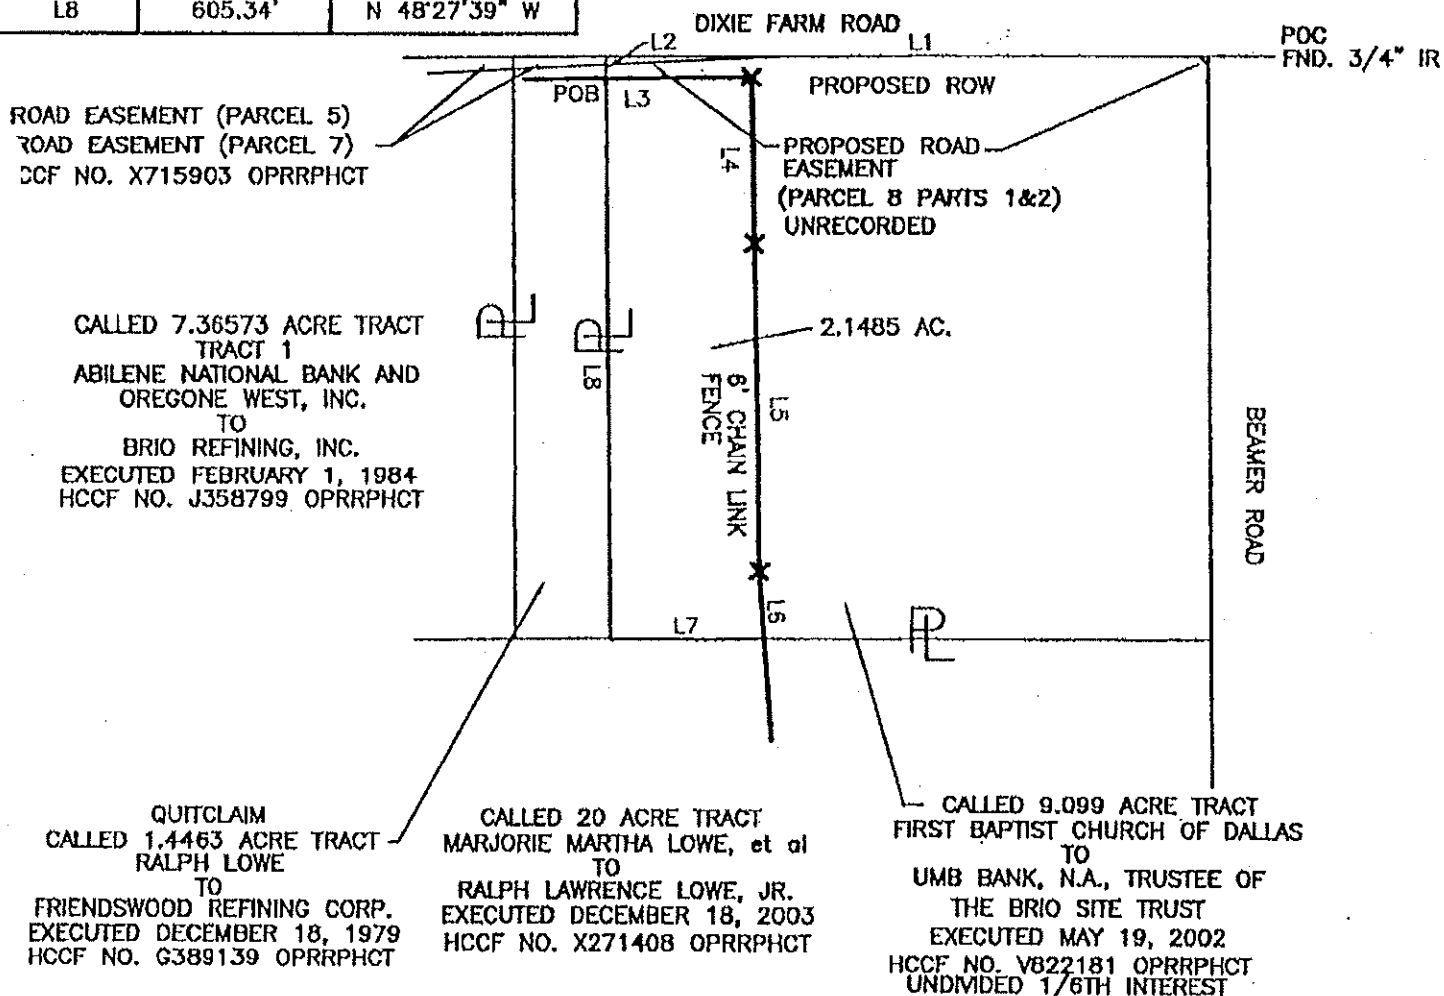 L8 605.34' N 48°27'39" W
DIXIE FARM ROAD
L2
L1
POC
FND. 3/4" IR
POB
L3
PROPOSED ROW
ROAD EASEMENT (PARCEL 5)
ROAD EASEMENT (PARCEL 7)
CCF NO. X715903 OPRRPHCT
L4
PROPOSED ROAD
EASEMENT
(PARCEL 8 PARTS 1&2)
UNRECORDED
PL
PL
L8
2.1485 AC.
CALLED 7.36573 ACRE TRACT
TRACT 1
ABILENE NATIONAL BANK AND
OREGONE WEST, INC.
TO
BRIO REFINING, INC.
EXECUTED FEBRUARY 1, 1984
HCCF NO. J358799 OPRRPHCT
6' CHAIN LINK
FENCE
L5
BEAMER ROAD
L6
L7
PL
QUITCLAIM
CALLED 1.4463 ACRE TRACT
RALPH LOWE
TO
FRIENDSWOOD REFINING CORP.
EXECUTED DECEMBER 18, 1979
HCCF NO. G389139 OPRRPHCT
CALLED 20 ACRE TRACT
MARJORIE MARTHA LOWE, et al
TO
RALPH LAWRENCE LOWE, JR.
EXECUTED DECEMBER 18, 2003
HCCF NO. X271408 OPRRPHCT
CALLED 9.099 ACRE TRACT
FIRST BAPTIST CHURCH OF DALLAS
TO
UMB BANK, N.A., TRUSTEE OF
THE BRIO SITE TRUST
EXECUTED MAY 19, 2002
HCCF NO. V822181 OPRRPHCT
UNDIVIDED 1/6TH INTEREST